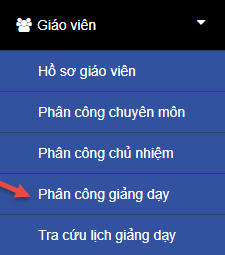 Giáo viên
Hồ sơ giáo viên
Phân công chuyên môn
Phân công chủ nhiệm
Phân công giảng dạy
Tra cứu lịch giảng dạy